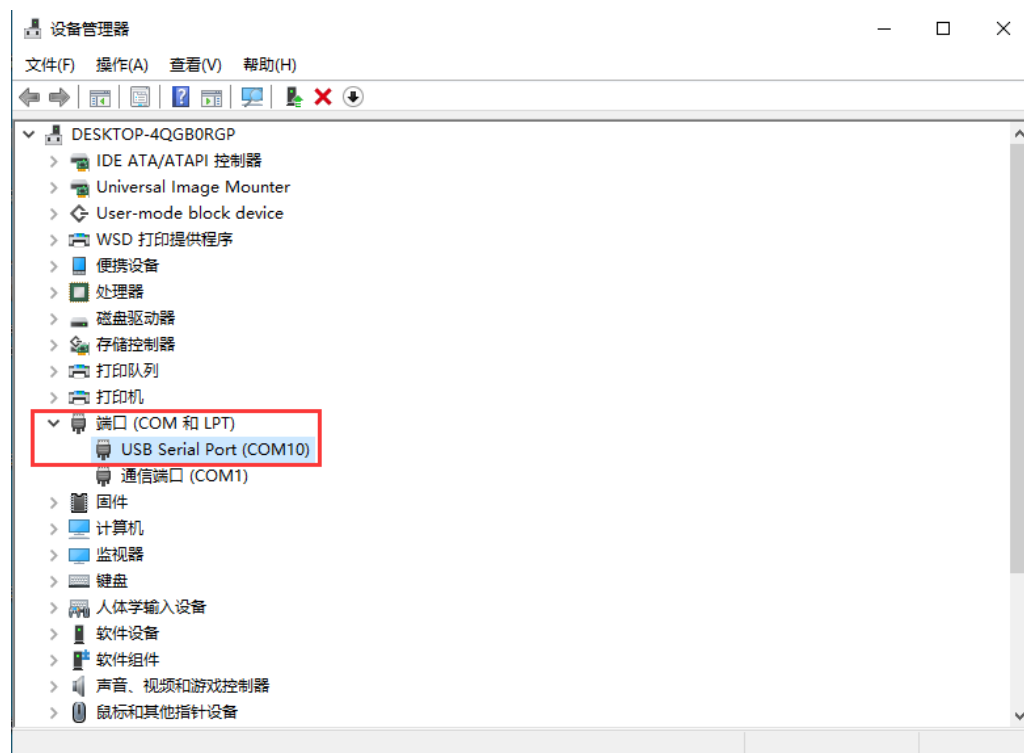 设备管理器
文件(F) 操作(A) 查看(V) 帮助(H)
DESKTOP-4QGB0RGP
IDE ATA/ATAPI 控制器
Universal Image Mounter
User-mode block device
WSD 打印提供程序
便携设备
处理器
磁盘驱动器
存储控制器
打印队列
打印机
端口 (COM 和 LPT)
USB Serial Port (COM10)
通信端口 (COM1)
固件
计算机
监视器
键盘
人体学输入设备
软件设备
软件组件
声音、视频和游戏控制器
鼠标和其他指针设备